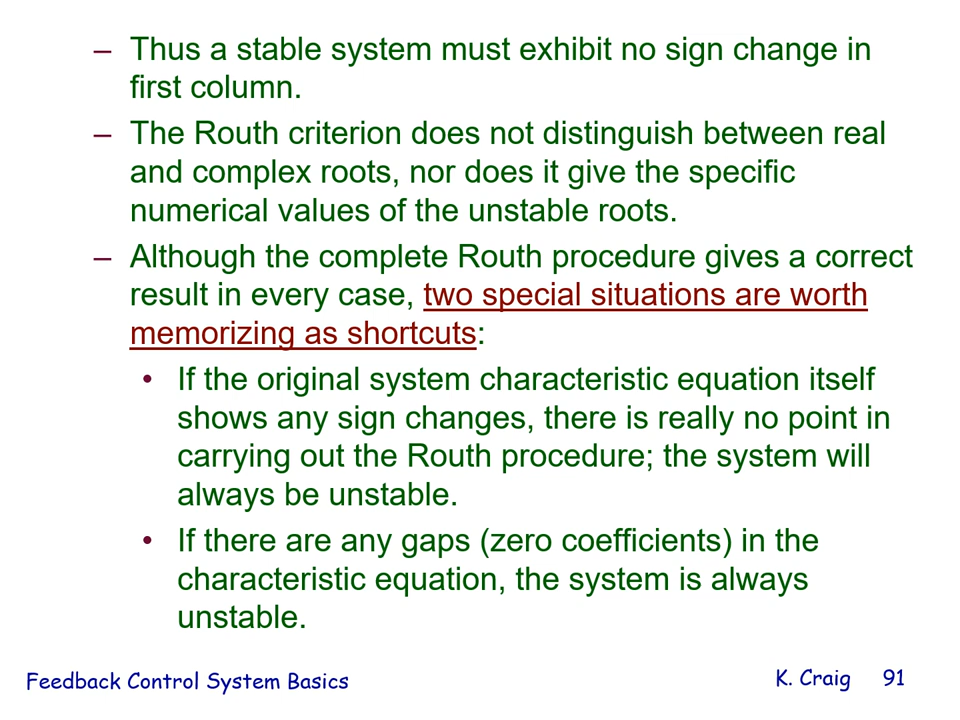 – Thus a stable system must exhibit no sign change in
first column.
– The Routh criterion does not distinguish between real
and complex roots, nor does it give the specific
numerical values of the unstable roots.
– Although the complete Routh procedure gives a correct
result in every case, two special situations are worth
memorizing as shortcuts:
• If the original system characteristic equation itself
shows any sign changes, there is really no point in
carrying out the Routh procedure; the system will
always be unstable.
• If there are any gaps (zero coefficients) in the
characteristic equation, the system is always
unstable.
Feedback Control System Basics
K. Craig 91